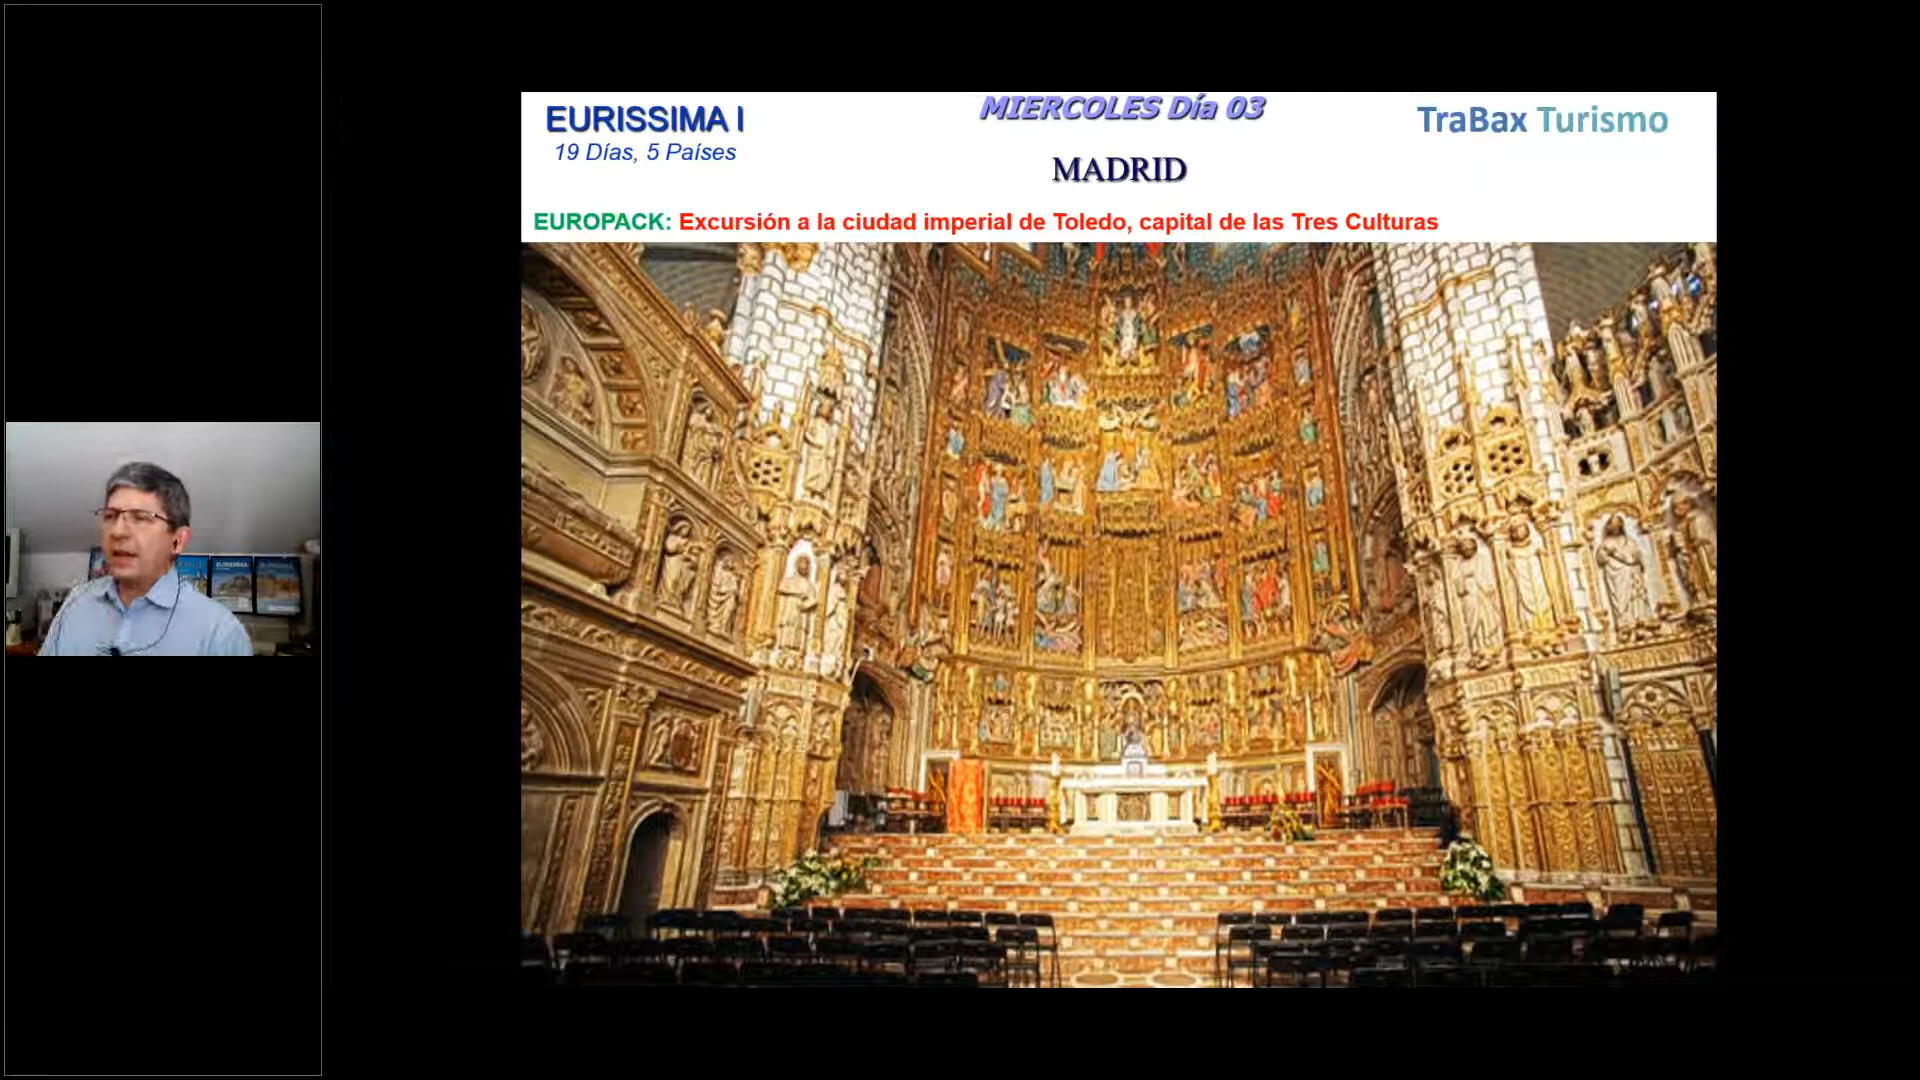 EURISSIMA I
19 Días, 5 Países
MIERCOLES Día 03
MADRID
TraBax Turismo
EUROPACK: Excursión a la ciudad imperial de Toledo, capital de las Tres Culturas
EURISSIMA